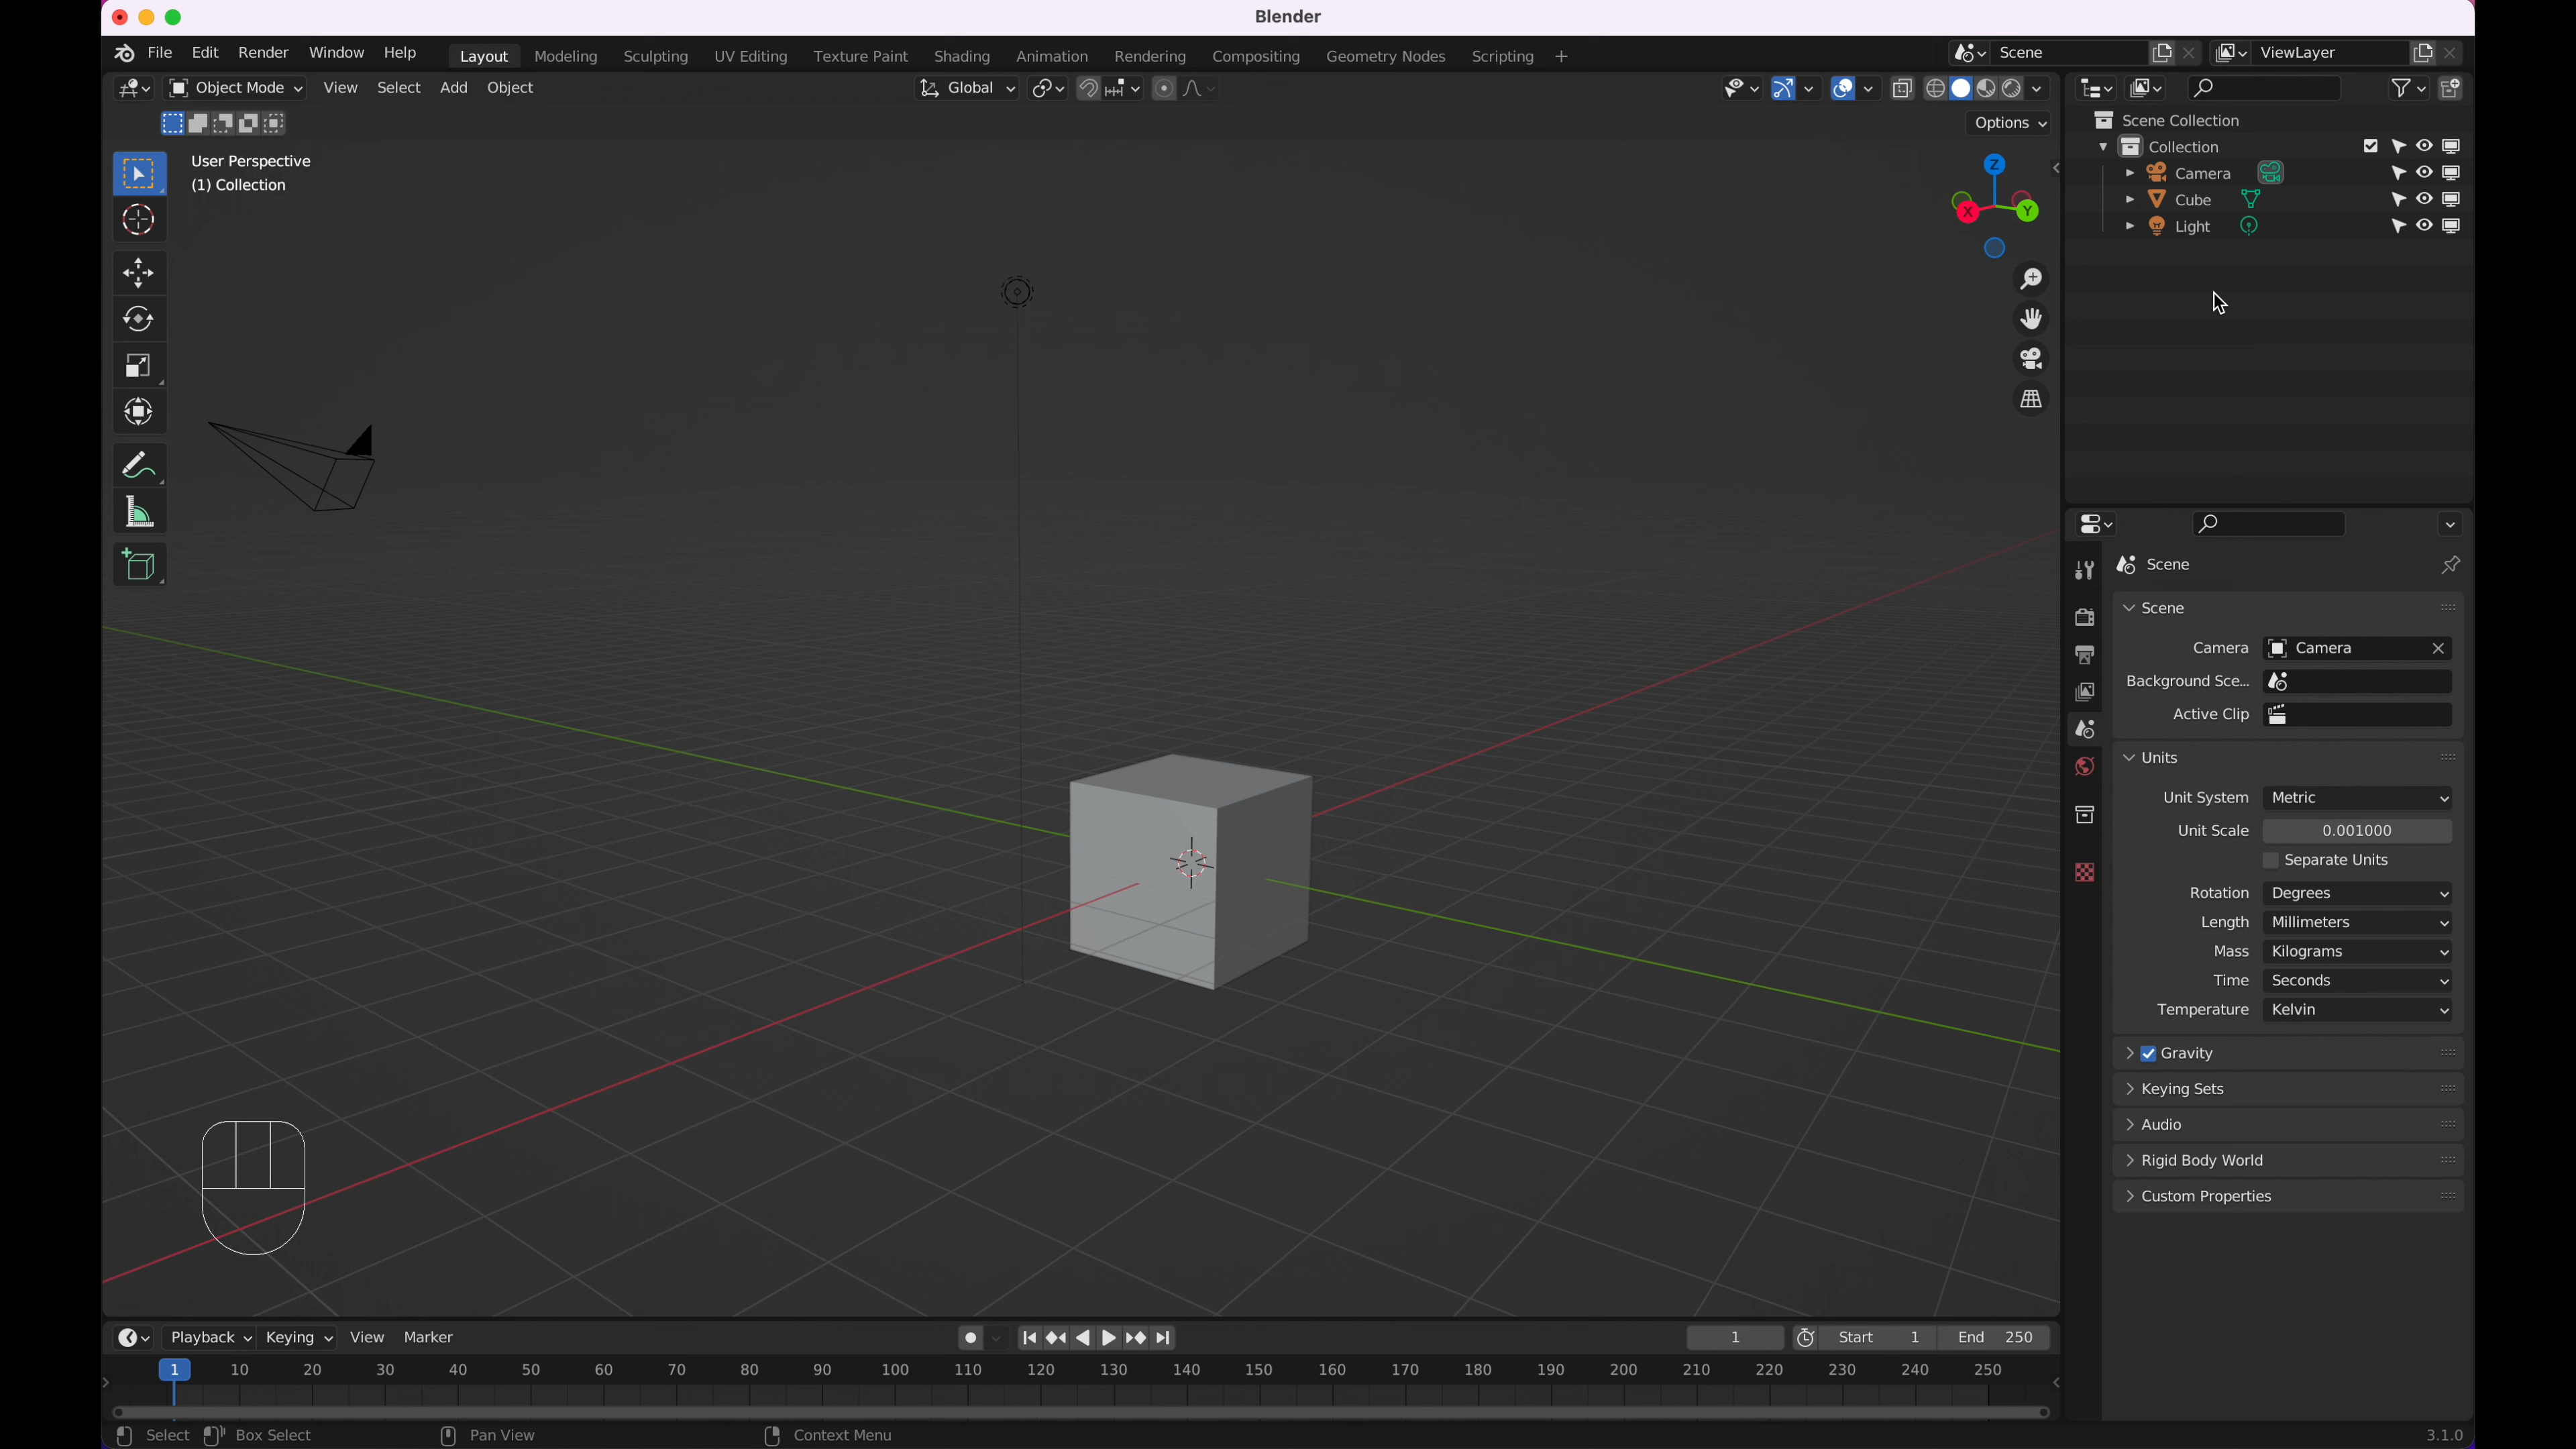 Blender
File Edit Render Window Help Layout Modeling Sculpting UV Editing Texture Paint Shading Animation Rendering Compositing Geometry Nodes Scripting + Scene ViewLayer
Object Mode View Select Add Object Global
Options
User Perspective
(1) Collection
Z
X
Y
Scene Collection
Collection
Camera
Cube
Light
Scene
Scene
Camera Camera
Background Sce...
Active Clip
Units
Unit System Metric
Unit Scale 0.001000
Separate Units
Rotation Degrees
Length Millimeters
Mass Kilograms
Time Seconds
Temperature Kelvin
Gravity
Keying Sets
Audio
Rigid Body World
Custom Properties
Playback Keying View Marker 1 Start 1 End 250
1 10 20 30 40 50 60 70 80 90 100 110 120 130 140 150 160 170 180 190 200 210 220 230 240 250
Select Box Select Pan View Context Menu 3.1.0